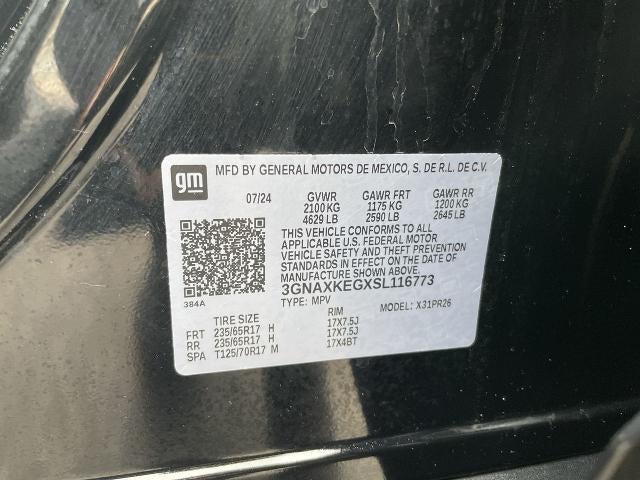 gm
MFD BY GENERAL MOTORS DE MEXICO, S. DE R.L. DE C.V.
07/24 GVWR GAWR FRT GAWR RR
2100 KG 1175 KG 1200 KG
4629 LB 2590 LB 2645 LB
THIS VEHICLE CONFORMS TO ALL
APPLICABLE U.S. FEDERAL MOTOR
VEHICLE SAFETY AND THEFT PREVENTION
STANDARDS IN EFFECT ON THE DATE OF
MANUFACTURE SHOWN ABOVE.
3GNAXKEGXSL116773
384A
TYPE: MPV MODEL: X31PR26
TIRE SIZE RIM
FRT 235/65R17 H 17X7.5J
RR 235/65R17 H 17X7.5J
SPA T125/70R17 M 17X4BT